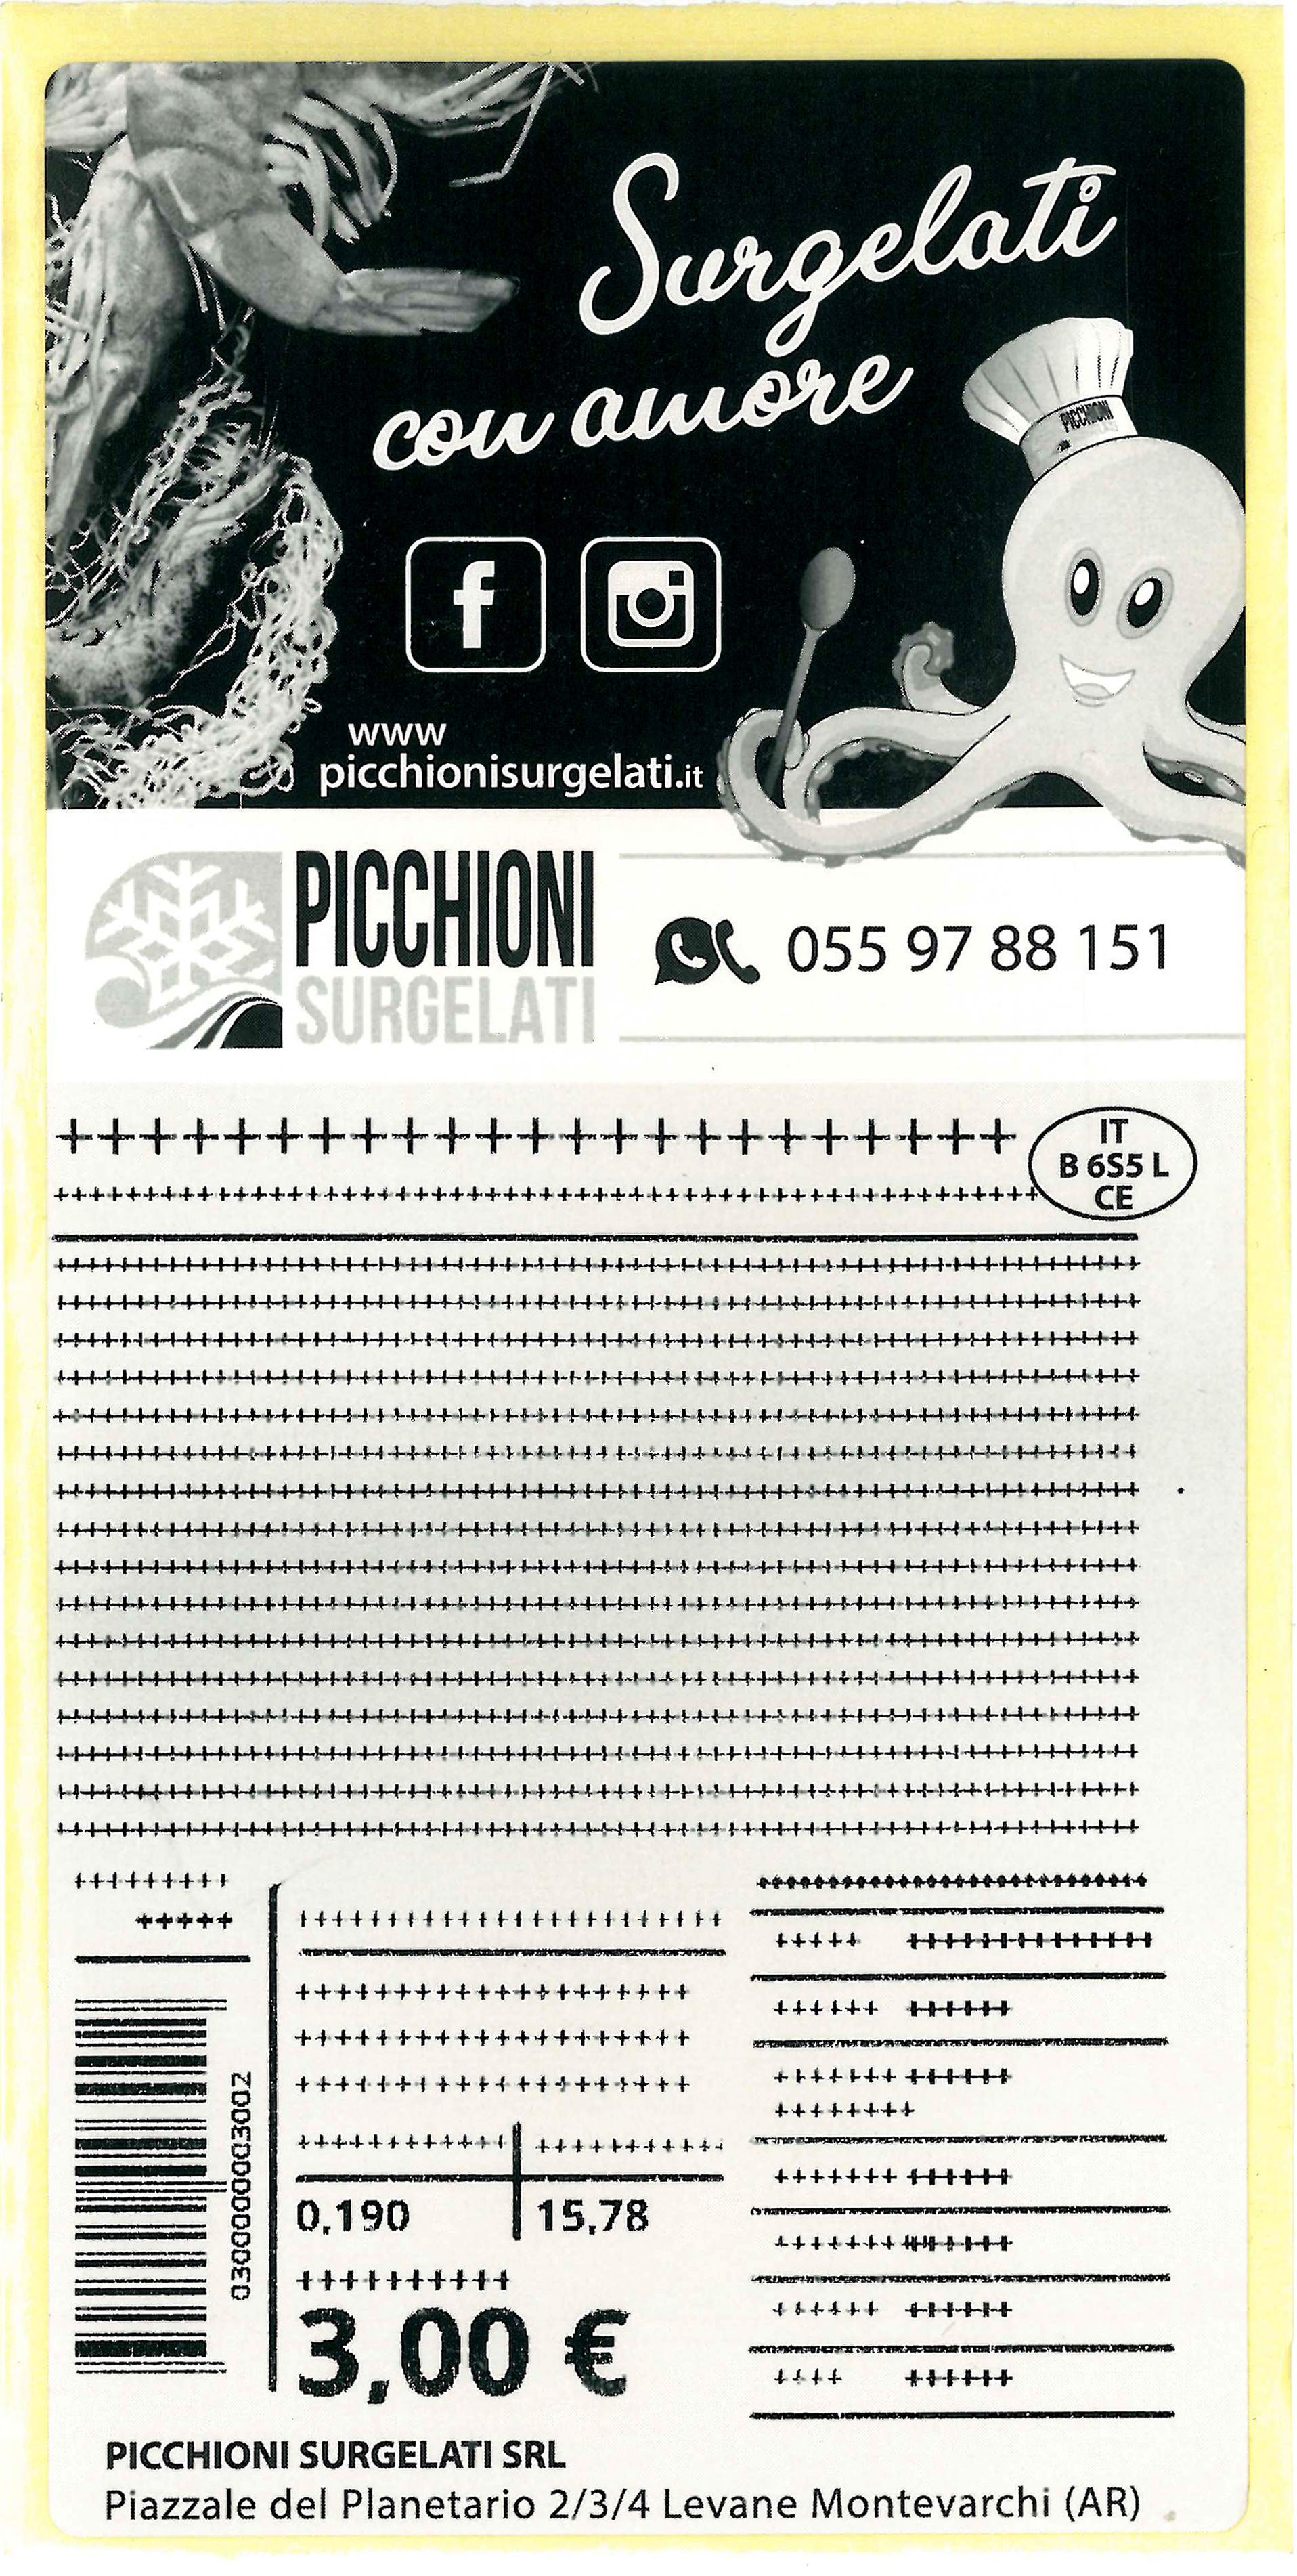 Surgelati
con amore
PICCHIONI
www
picchionisurgelati.it
PICCHIONI
SURGELATI
055 97 88 151
IT
B 6S5 L
CE
++++++++++++++++++++++
0300000003002
0,190
15,78
3,00 €
PICCHIONI SURGELATI SRL
Piazzale del Planetario 2/3/4 Levane Montevarchi (AR)